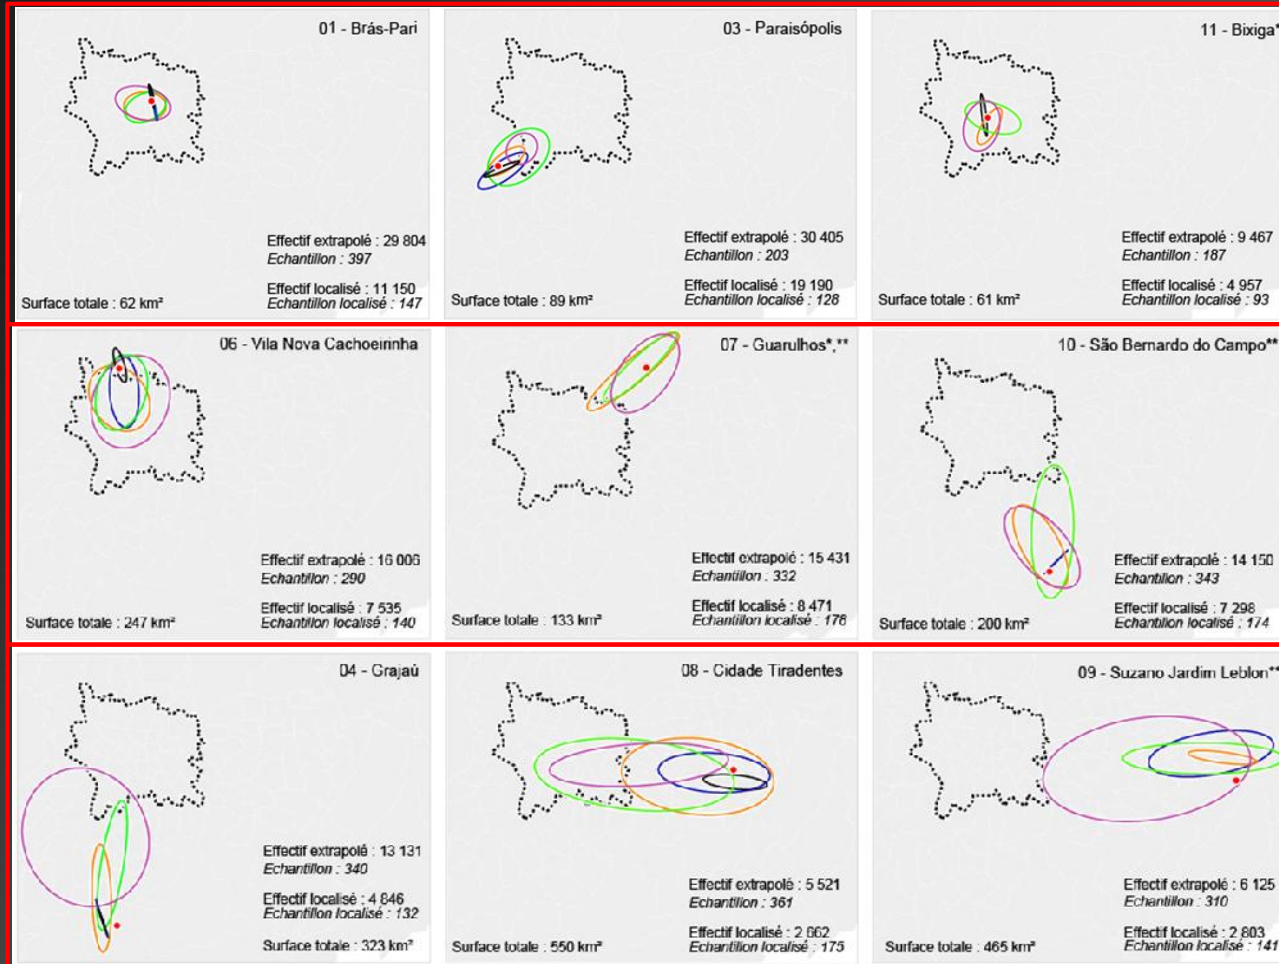 01 - Brás-Pari
Effectif extrapolé : 29 804
Echantillon : 397
Effectif localisé : 11 150
Echantillon localisé : 147
Surface totale : 62 km²
03 - Paraisópolis
Effectif extrapolé : 30 405
Echantillon : 203
Effectif localisé : 19 190
Echantillon localisé : 128
Surface totale : 89 km²
11 - Bixiga*
Effectif extrapolé : 9 467
Echantillon : 187
Effectif localisé : 4 957
Echantillon localisé : 93
Surface totale : 61 km²
06 - Vila Nova Cachoeirinha
Effectif extrapolé : 16 006
Echantillon : 290
Effectif localisé : 7 535
Echantillon localisé : 140
Surface totale : 247 km²
07 - Guarulhos*,**
Effectif extrapolé : 15 431
Echantillon : 332
Effectif localisé : 8 471
Echantillon localisé : 176
Surface totale : 133 km²
10 - São Bernardo do Campo**
Effectif extrapolé : 14 150
Echantillon : 343
Effectif localisé : 7 298
Echantillon localisé : 174
Surface totale : 200 km²
04 - Grajaú
Effectif extrapolé : 13 131
Echantillon : 340
Effectif localisé : 4 846
Echantillon localisé : 132
Surface totale : 323 km²
08 - Cidade Tiradentes
Effectif extrapolé : 5 521
Echantillon : 361
Effectif localisé : 2 662
Echantillon localisé : 175
Surface totale : 550 km²
09 - Suzano Jardim Leblon**
Effectif extrapolé : 6 125
Echantillon : 310
Effectif localisé : 2 803
Echantillon localisé : 141
Surface totale : 465 km²